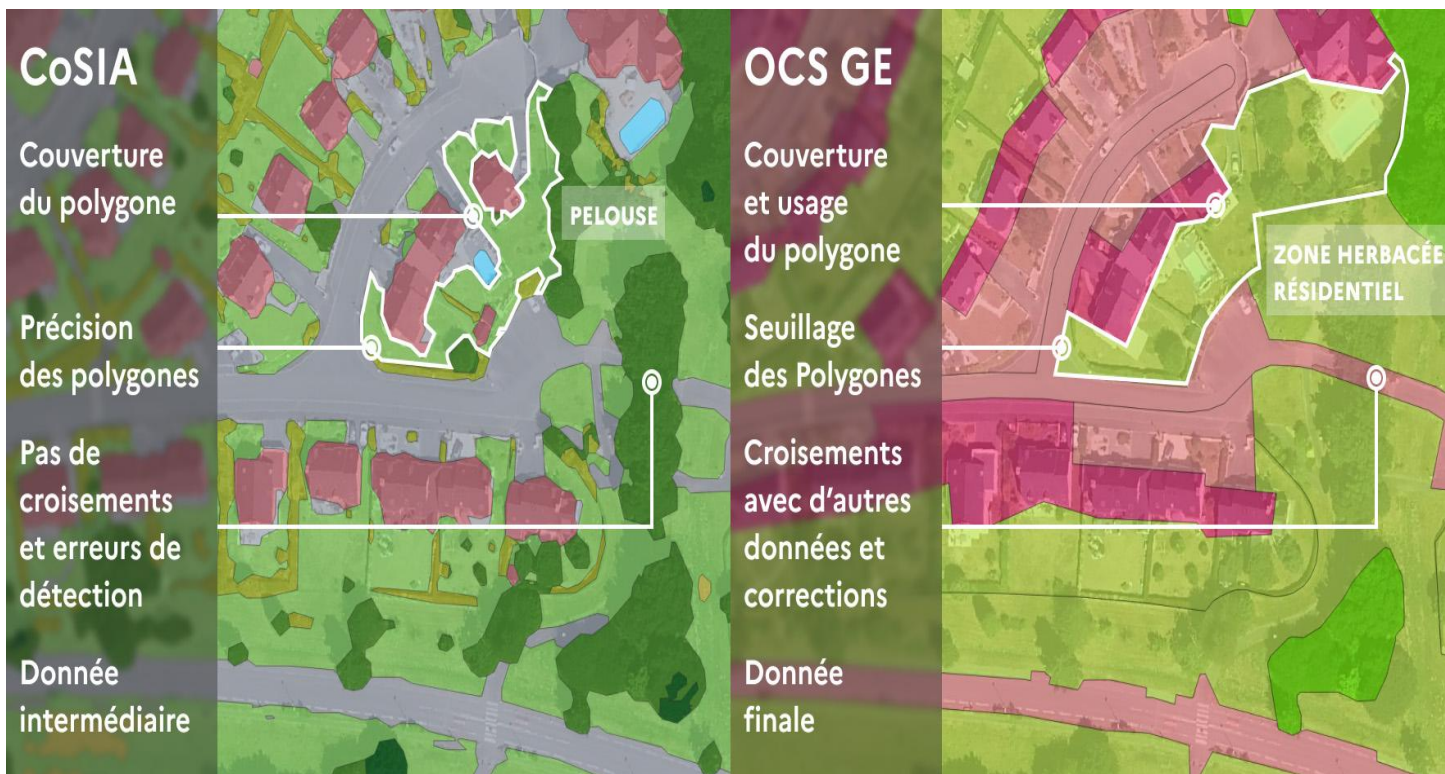 CoSIA
Couverture
du polygone
Précision
des polygones
Pas de
croisements
et erreurs de
détection
Donnée
intermédiaire
PELOUSE
OCS GE
Couverture
et usage
du polygone
Seuillage
des Polygones
Croisements
avec d'autres
données et
corrections
Donnée
finale
ZONE HERBACÉE
RÉSIDENTIEL